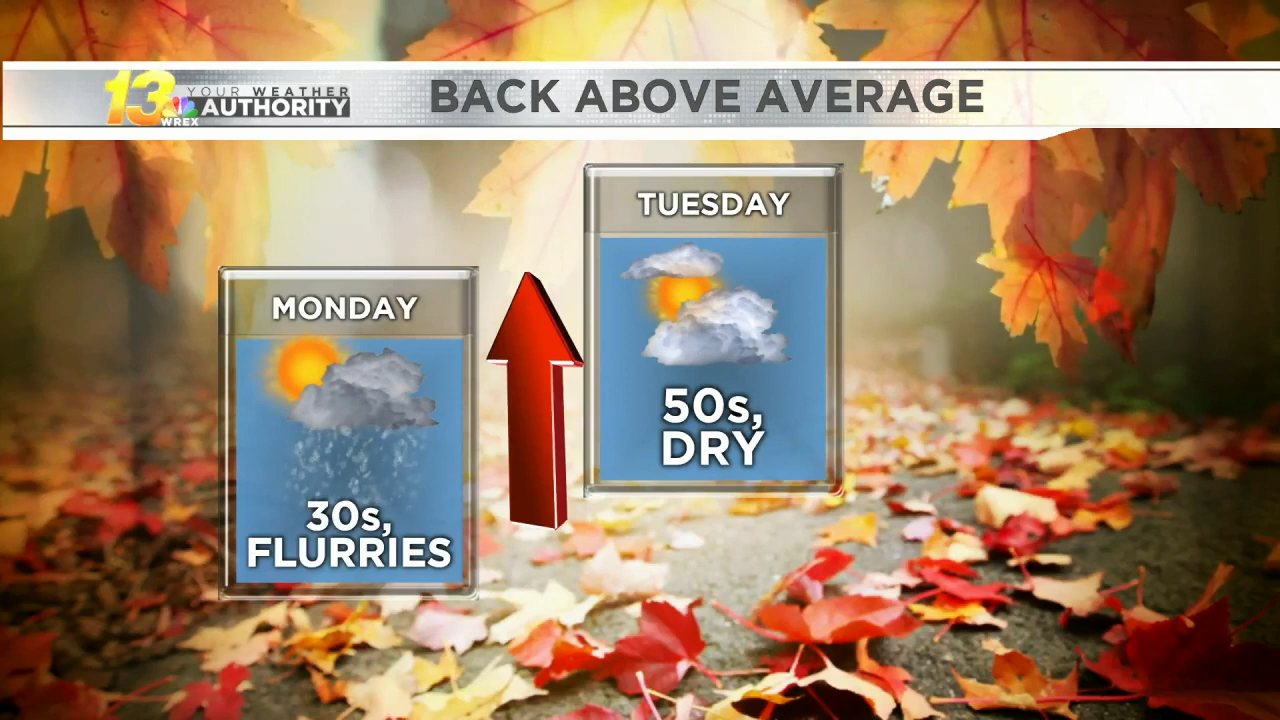 13 YOUR WEATHER
AUTHORITY
WREX
BACK ABOVE AVERAGE
MONDAY
30s,
FLURRIES
TUESDAY
50s,
DRY